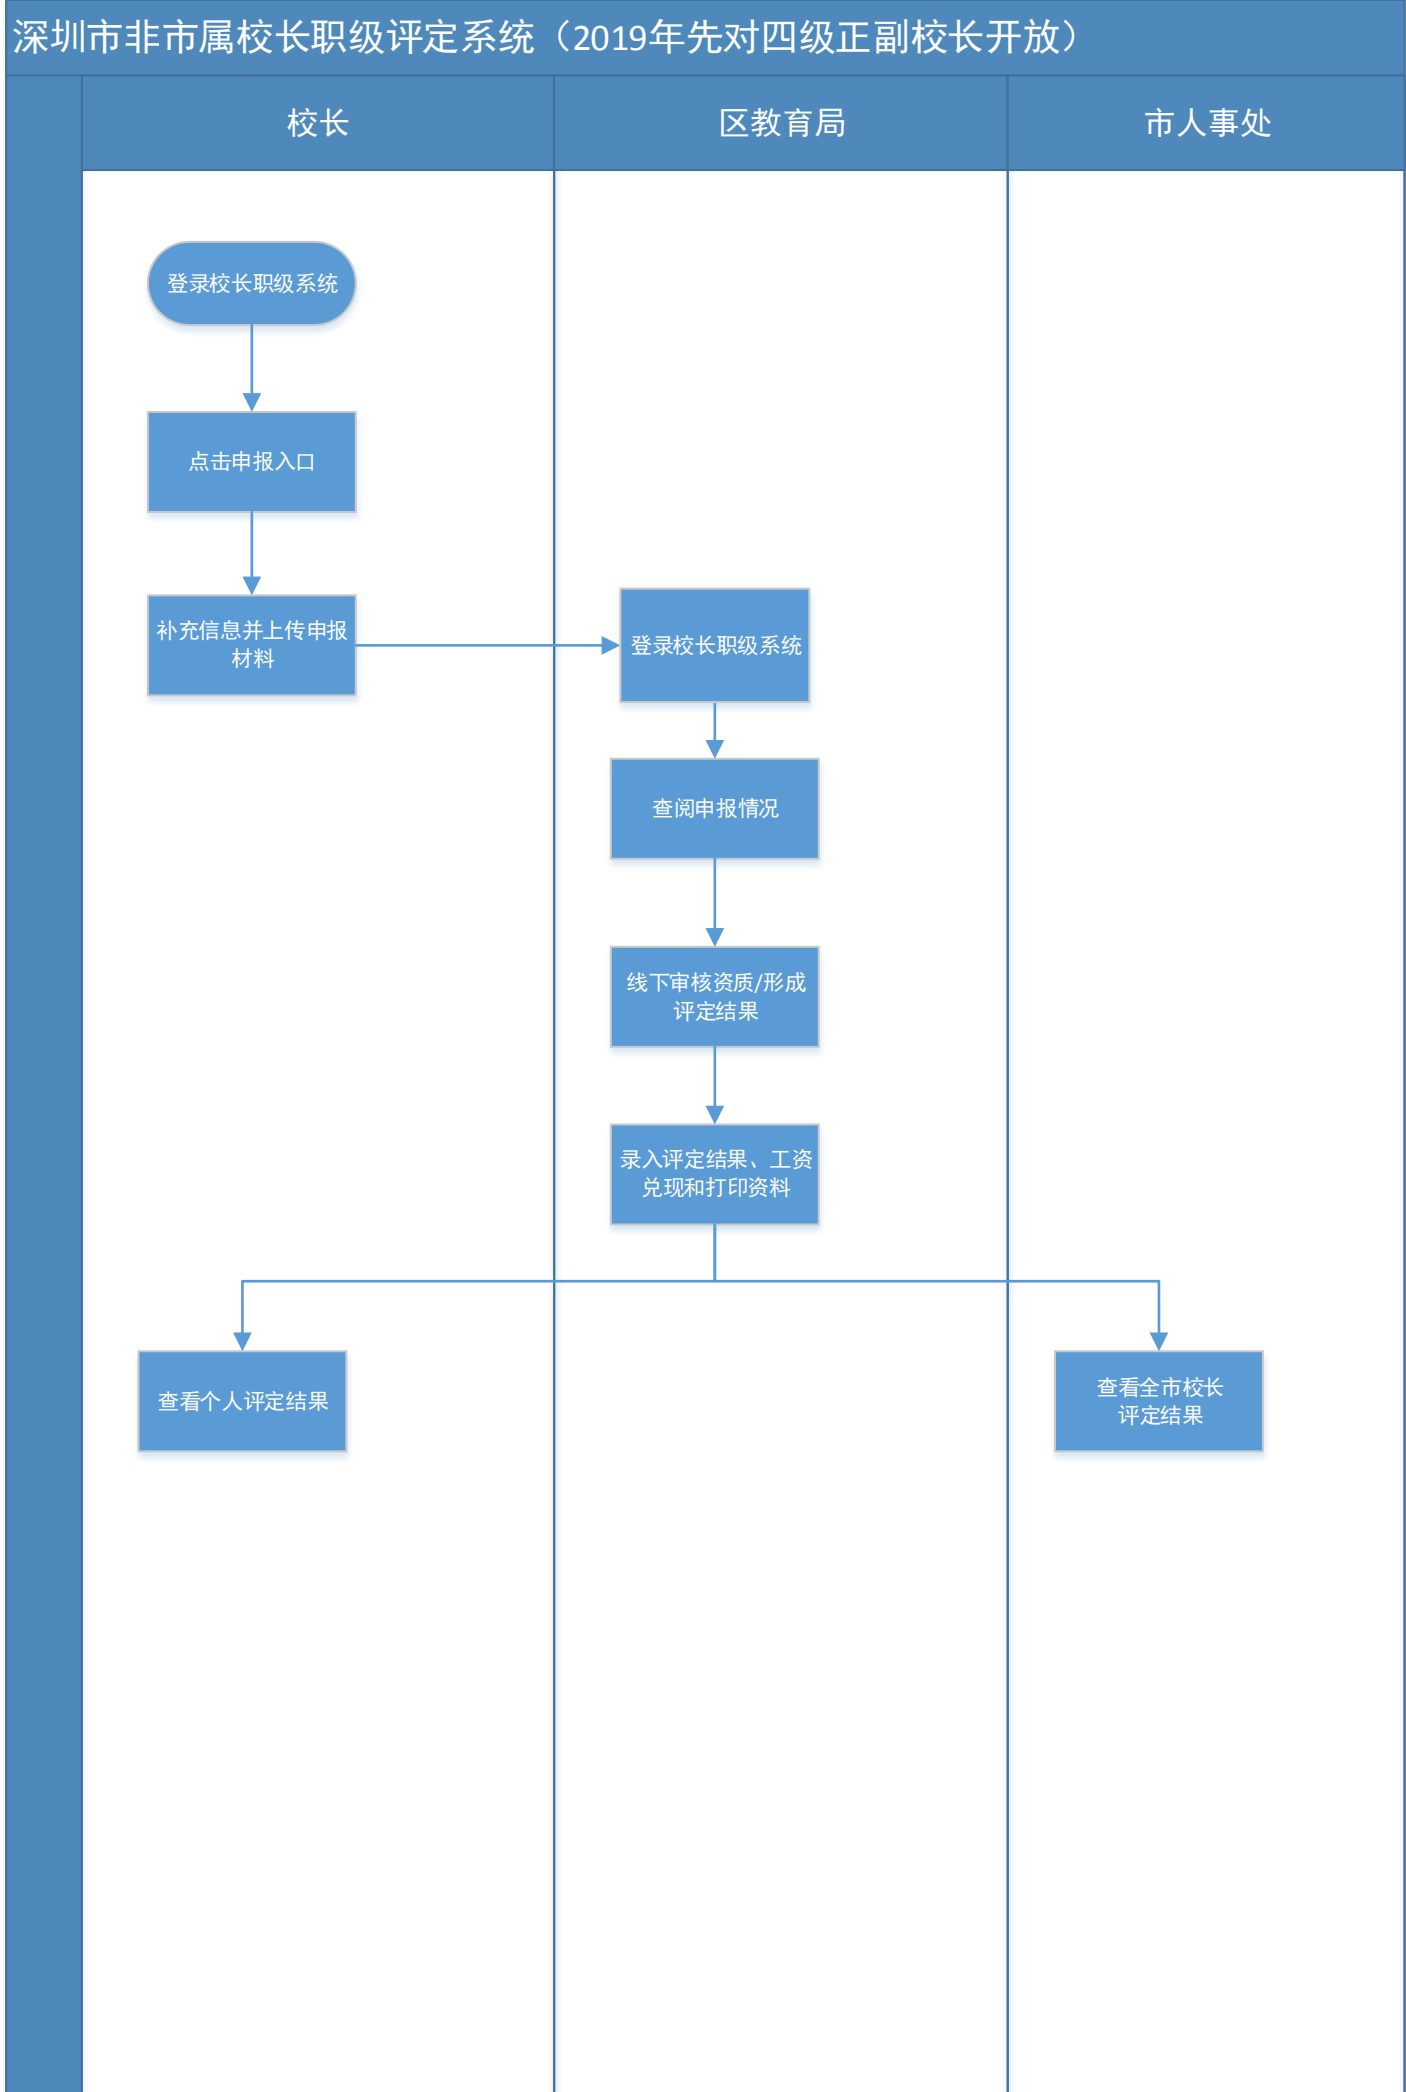 深圳市非市属校长职级评定系统（2019年先对四级正副校长开放）
校长
区教育局
市人事处
登录校长职级系统
点击申报入口
补充信息并上传申报
材料
登录校长职级系统
查阅申报情况
线下审核资质/形成
评定结果
录入评定结果、工资
兑现和打印资料
查看个人评定结果
查看全市校长
评定结果